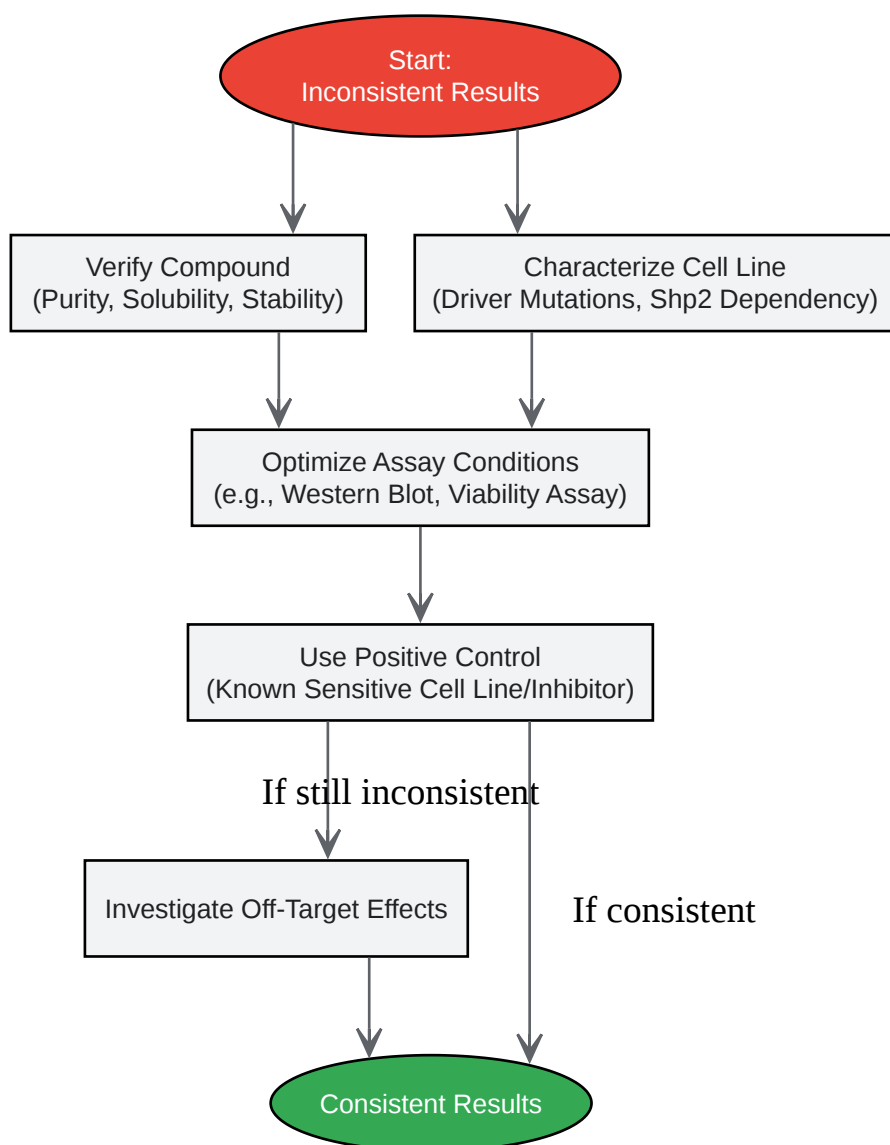 Start:
Inconsistent Results
Verify Compound
(Purity, Solubility, Stability)
Characterize Cell Line
(Driver Mutations, Shp2 Dependency)
Optimize Assay Conditions
(e.g., Western Blot, Viability Assay)
Use Positive Control
(Known Sensitive Cell Line/Inhibitor)
If still inconsistent
Investigate Off-Target Effects
If consistent
Consistent Results